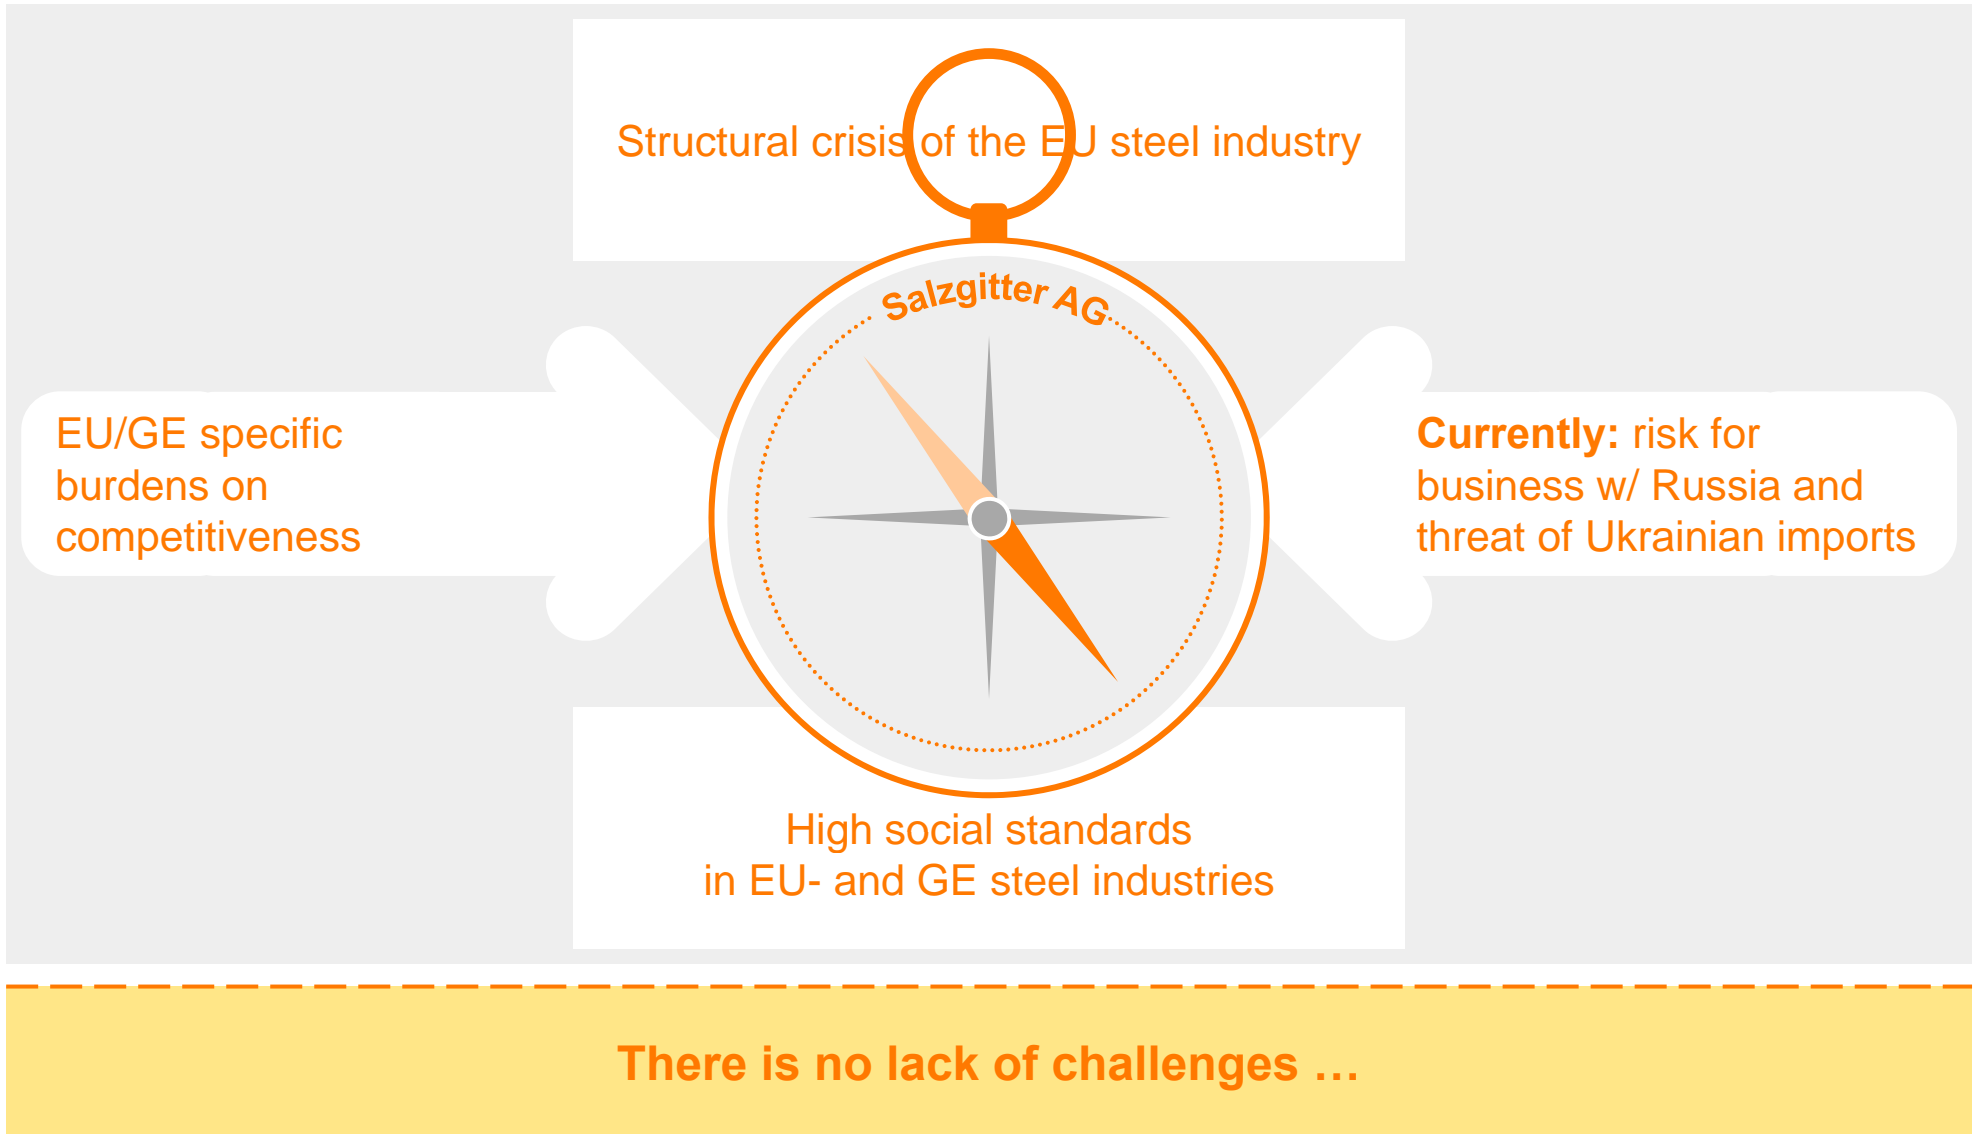 Structural crisis of the EU steel industry
Salzgitter AG
EU/GE specific
burdens on
competitiveness
Currently: risk for
business w/ Russia and
threat of Ukrainian imports
High social standards
in EU- and GE steel industries
There is no lack of challenges …